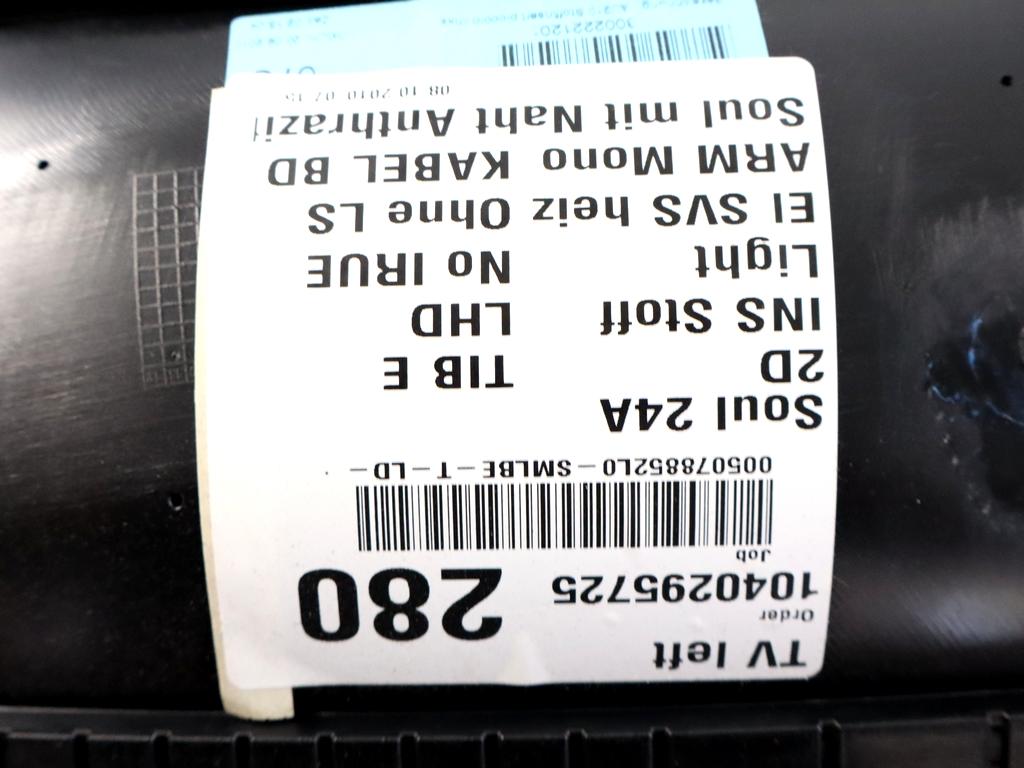 TV left
Order
1040295725 280
Job
005078852L0-SMLBE-T-LD-
Soul 24A
2D TIB E
INS Stoff LHD
Light No IRUE
EI SVS heiz Ohne LS
ARM Mono KABEL BD
Soul mit Naht Anthrazit
08.10.2010 07:15
3002221201